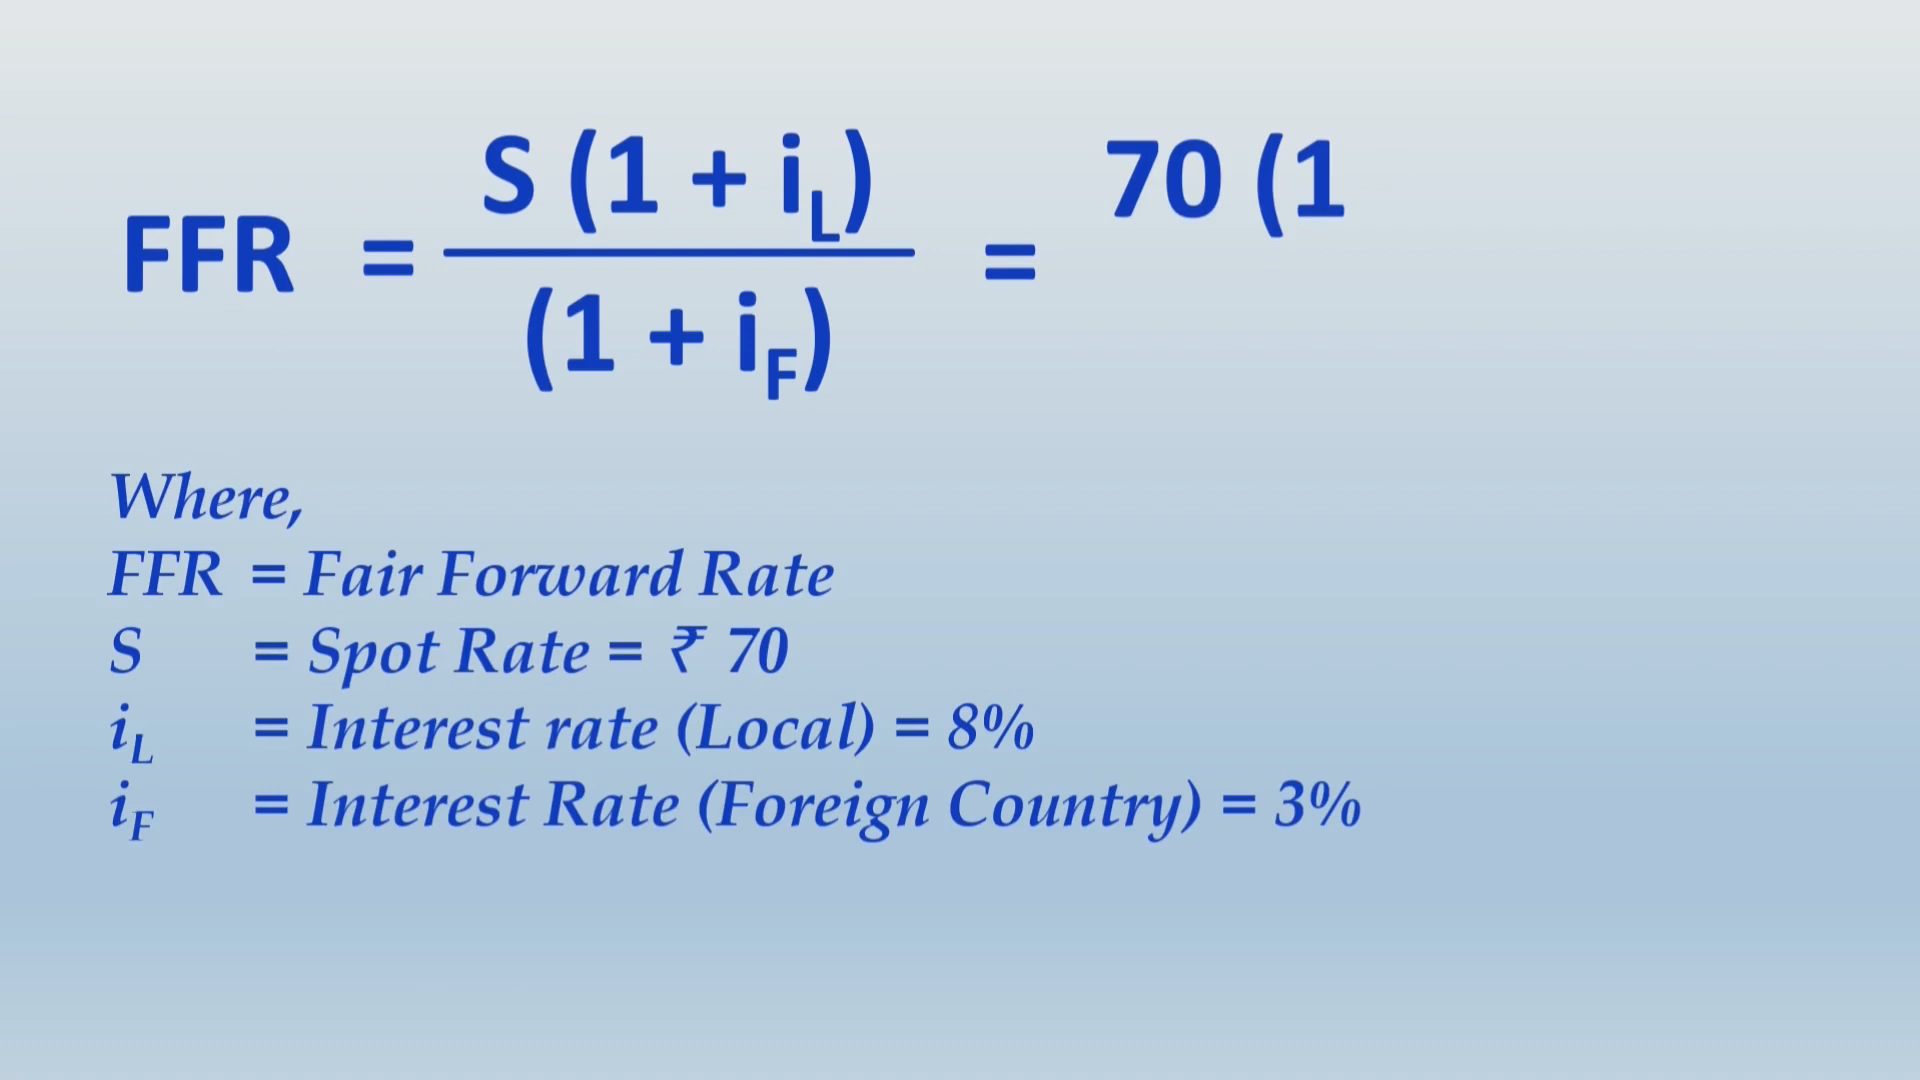 FFR = S (1 + iL) / (1 + iF) = 70 (1
Where,
FFR = Fair Forward Rate
S = Spot Rate = ₹ 70
iL = Interest rate (Local) = 8%
iF = Interest Rate (Foreign Country) = 3%